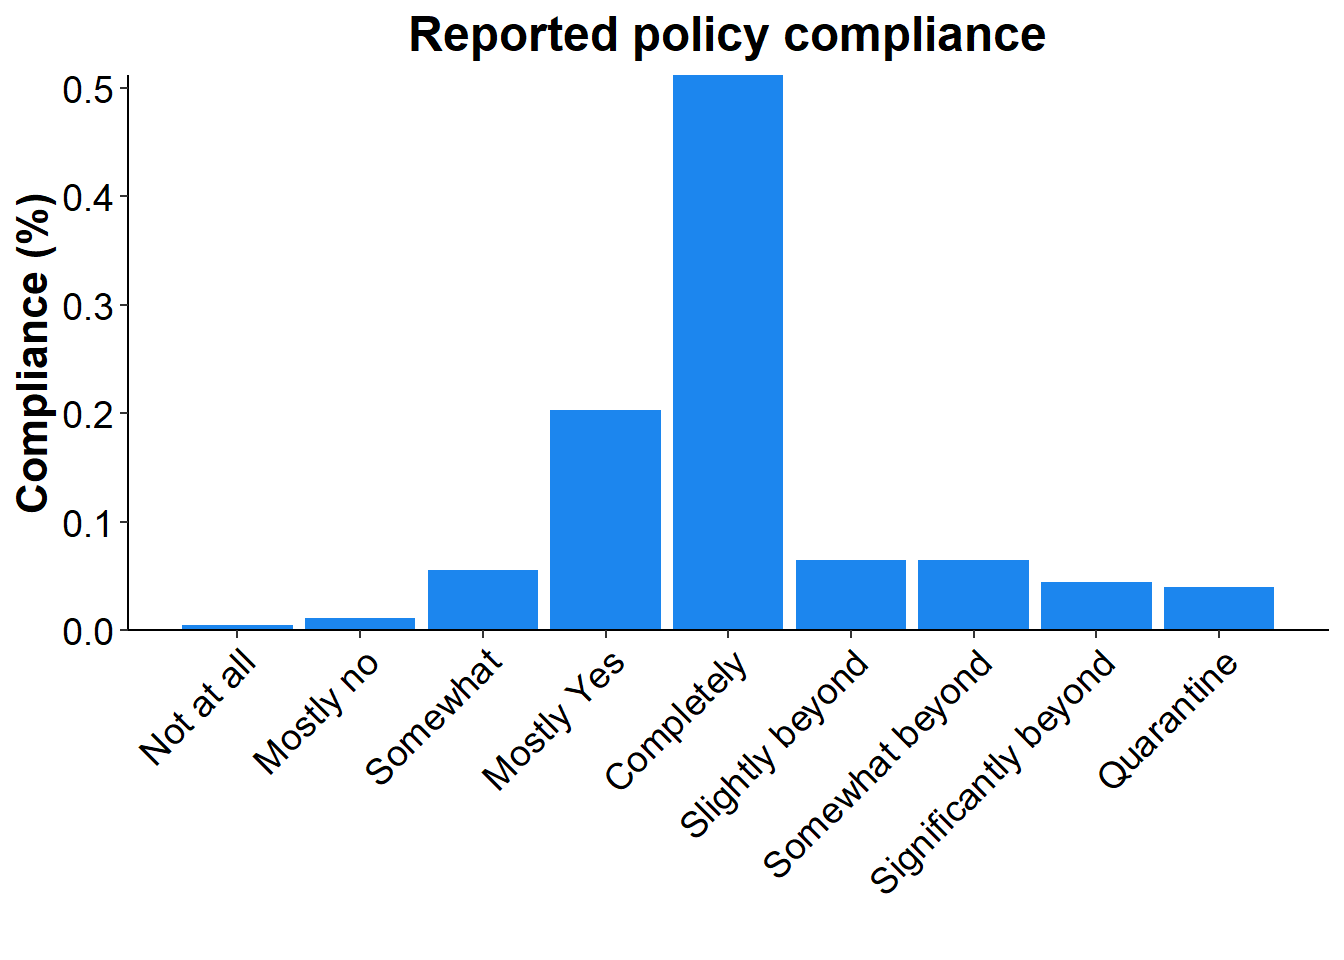 Reported policy compliance
Compliance (%)
0.5
0.4
0.3
0.2
0.1
0.0
Not at all
Mostly no
Somewhat
Mostly Yes
Completely
Slightly beyond
Somewhat beyond
Significantly beyond
Quarantine